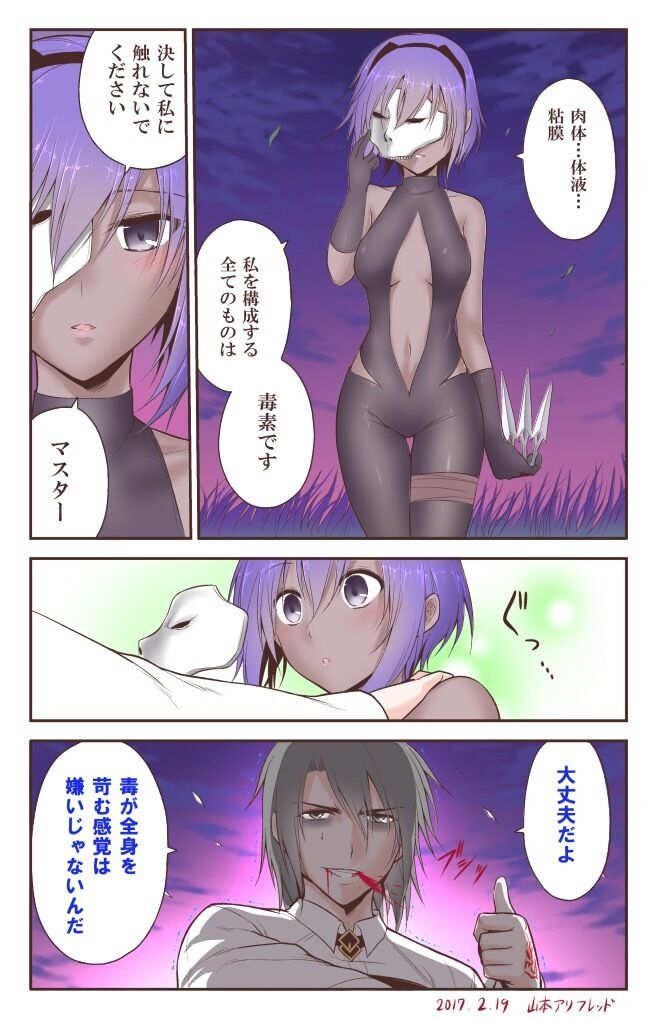 肉体…体液…
粘膜
私を構成する
全てのものは
毒素です
決して私に
触れないで
ください
マスター
ぐっ…
大丈夫だよ
ブシッ
毒が全身を
苛む感覚は
嫌いじゃないんだ
2017.2.19 山本アリフレッド